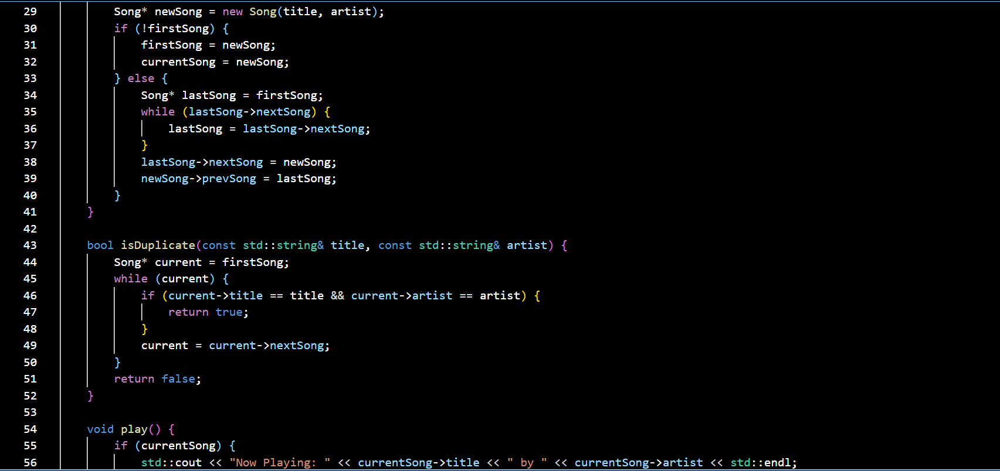 29 Song* newSong = new Song(title, artist);
30 if (!firstSong) {
31 firstSong = newSong;
32 currentSong = newSong;
33 } else {
34 Song* lastSong = firstSong;
35 while (lastSong->nextSong) {
36 lastSong = lastSong->nextSong;
37 }
38 lastSong->nextSong = newSong;
39 newSong->prevSong = lastSong;
40 }
41 }
42
43 bool isDuplicate(const std::string& title, const std::string& artist) {
44 Song* current = firstSong;
45 while (current) {
46 if (current->title == title && current->artist == artist) {
47 return true;
48 }
49 current = current->nextSong;
50 }
51 return false;
52 }
53
54 void play() {
55 if (currentSong) {
56 std::cout << "Now Playing: " << currentSong->title << " by " << currentSong->artist << std::endl;